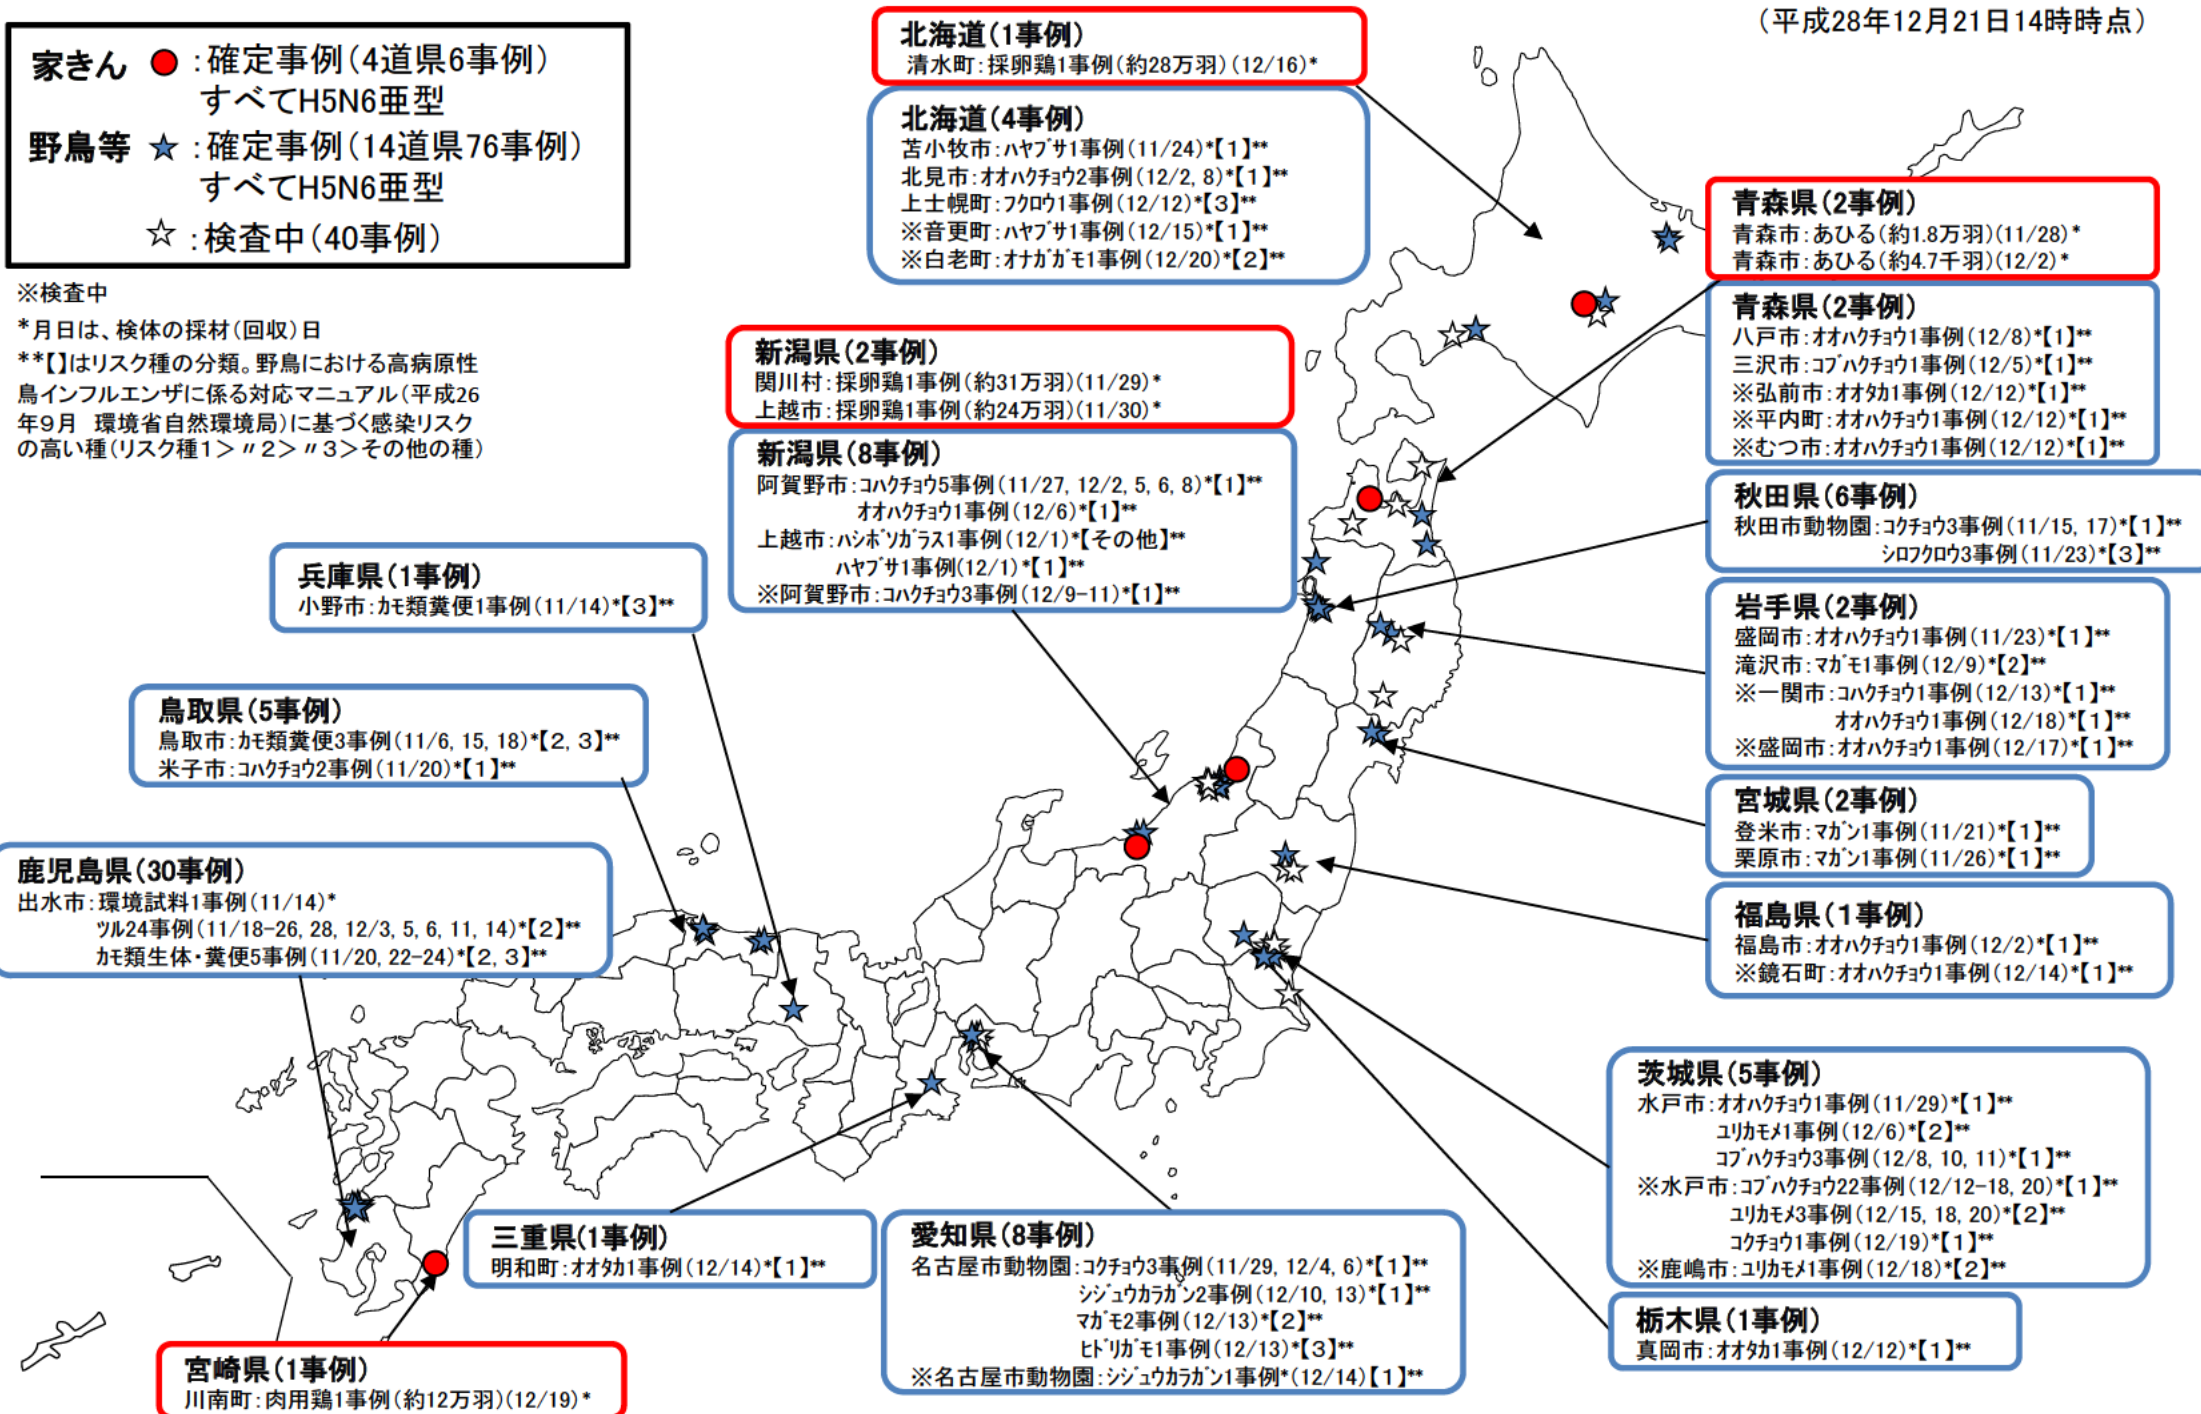 (平成28年12月21日14時時点)
家きん ●:確定事例(4道県6事例)
すべてH5N6亜型
野鳥等 ★:確定事例(14道県76事例)
すべてH5N6亜型
☆:検査中(40事例)
※検査中
*月日は、検体の採材(回収)日
**【】はリスク種の分類。野鳥における高病原性
鳥インフルエンザに係る対応マニュアル(平成26
年9月 環境省自然環境局)に基づく感染リスク
の高い種(リスク種1>〃2>〃3>その他の種)
北海道(1事例)
清水町:採卵鶏1事例(約28万羽)(12/16)*
北海道(4事例)
苫小牧市:ハヤブサ1事例(11/24)*【1】**
北見市:オオハクチョウ2事例(12/2, 8)*【1】**
上士幌町:フクロウ1事例(12/12)*【3】**
※音更町:ハヤブサ1事例(12/15)*【1】**
※白老町:オナガガモ1事例(12/20)*【2】**
青森県(2事例)
青森市:あひる(約1.8万羽)(11/28)*
青森市:あひる(約4.7千羽)(12/2)*
青森県(2事例)
八戸市:オオハクチョウ1事例(12/8)*【1】**
三沢市:コブハクチョウ1事例(12/5)*【1】**
※弘前市:オオタカ1事例(12/12)*【1】**
※平内町:オオハクチョウ1事例(12/12)*【1】**
※むつ市:オオハクチョウ1事例(12/12)*【1】**
新潟県(2事例)
関川村:採卵鶏1事例(約31万羽)(11/29)*
上越市:採卵鶏1事例(約24万羽)(11/30)*
新潟県(8事例)
阿賀野市:コハクチョウ5事例(11/27, 12/2, 5, 6, 8)*【1】**
オオハクチョウ1事例(12/6)*【1】**
上越市:ハシボソガラス1事例(12/1)*【その他】**
ハヤブサ1事例(12/1)*【1】**
※阿賀野市:コハクチョウ3事例(12/9-11)*【1】**
秋田県(6事例)
秋田市動物園:コクチョウ3事例(11/15, 17)*【1】**
シロフクロウ3事例(11/23)*【3】**
兵庫県(1事例)
小野市:カモ類糞便1事例(11/14)*【3】**
岩手県(2事例)
盛岡市:オオハクチョウ1事例(11/23)*【1】**
滝沢市:マガモ1事例(12/9)*【2】**
※一関市:コハクチョウ1事例(12/13)*【1】**
オオハクチョウ1事例(12/18)*【1】**
※盛岡市:オオハクチョウ1事例(12/17)*【1】**
鳥取県(5事例)
鳥取市:カモ類糞便3事例(11/6, 15, 18)*【2, 3】**
米子市:コハクチョウ2事例(11/20)*【1】**
宮城県(2事例)
登米市:マガン1事例(11/21)*【1】**
栗原市:マガン1事例(11/26)*【1】**
鹿児島県(30事例)
出水市:環境試料1事例(11/14)*
ツル24事例(11/18-26, 28, 12/3, 5, 6, 11, 14)*【2】**
カモ類生体・糞便5事例(11/20, 22-24)*【2, 3】**
福島県(1事例)
福島市:オオハクチョウ1事例(12/2)*【1】**
※鏡石町:オオハクチョウ1事例(12/14)*【1】**
茨城県(5事例)
水戸市:オオハクチョウ1事例(11/29)*【1】**
ユリカモメ1事例(12/6)*【2】**
コブハクチョウ3事例(12/8, 10, 11)*【1】**
※水戸市:コブハクチョウ22事例(12/12-18, 20)*【1】**
ユリカモメ3事例(12/15, 18, 20)*【2】**
コクチョウ1事例(12/19)*【1】**
※鹿嶋市:ユリカモメ1事例(12/18)*【2】**
三重県(1事例)
明和町:オオタカ1事例(12/14)*【1】**
愛知県(8事例)
名古屋市動物園:コクチョウ3事例(11/29, 12/4, 6)*【1】**
シジュウカラガン2事例(12/10, 13)*【1】**
マガモ2事例(12/13)*【2】**
ヒドリガモ1事例(12/13)*【3】**
※名古屋市動物園:シジュウカラガン1事例*(12/14)【1】**
栃木県(1事例)
真岡市:オオタカ1事例(12/12)*【1】**
宮崎県(1事例)
川南町:肉用鶏1事例(約12万羽)(12/19)*